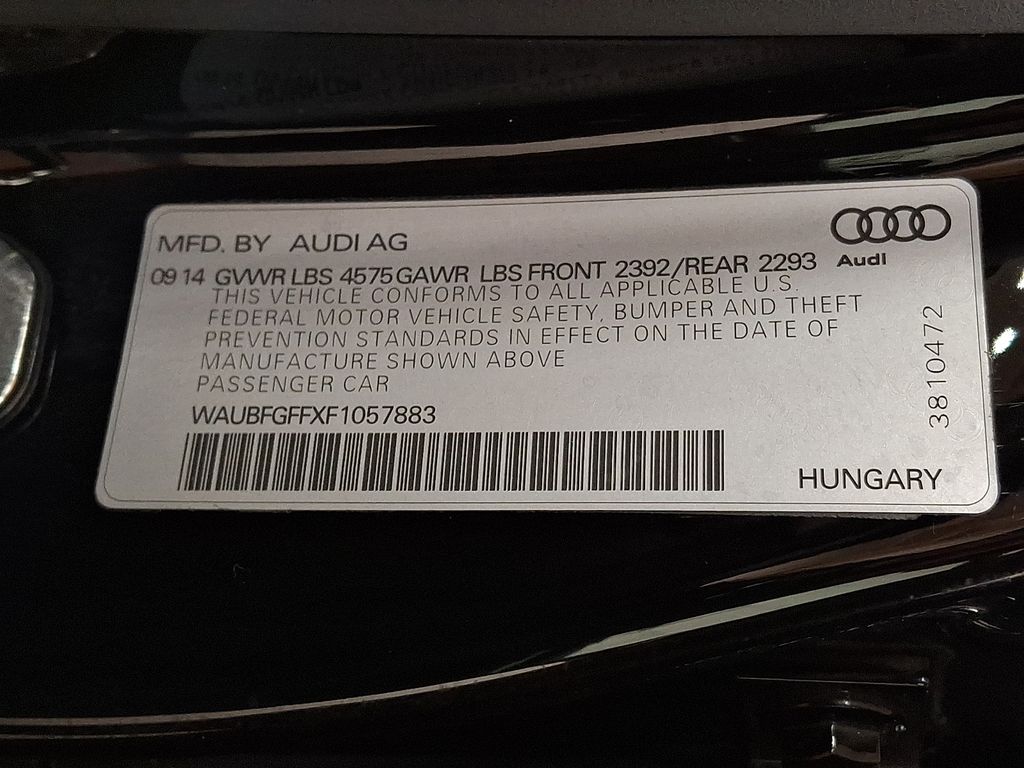 MFD. BY AUDI AG
09 14 GVWR LBS 4575 GAWR LBS FRONT 2392/REAR 2293
Audi
THIS VEHICLE CONFORMS TO ALL APPLICABLE U.S.
FEDERAL MOTOR VEHICLE SAFETY, BUMPER AND THEFT
PREVENTION STANDARDS IN EFFECT ON THE DATE OF
MANUFACTURE SHOWN ABOVE
PASSENGER CAR
WAUBFGFFXF1057883
3810472
HUNGARY